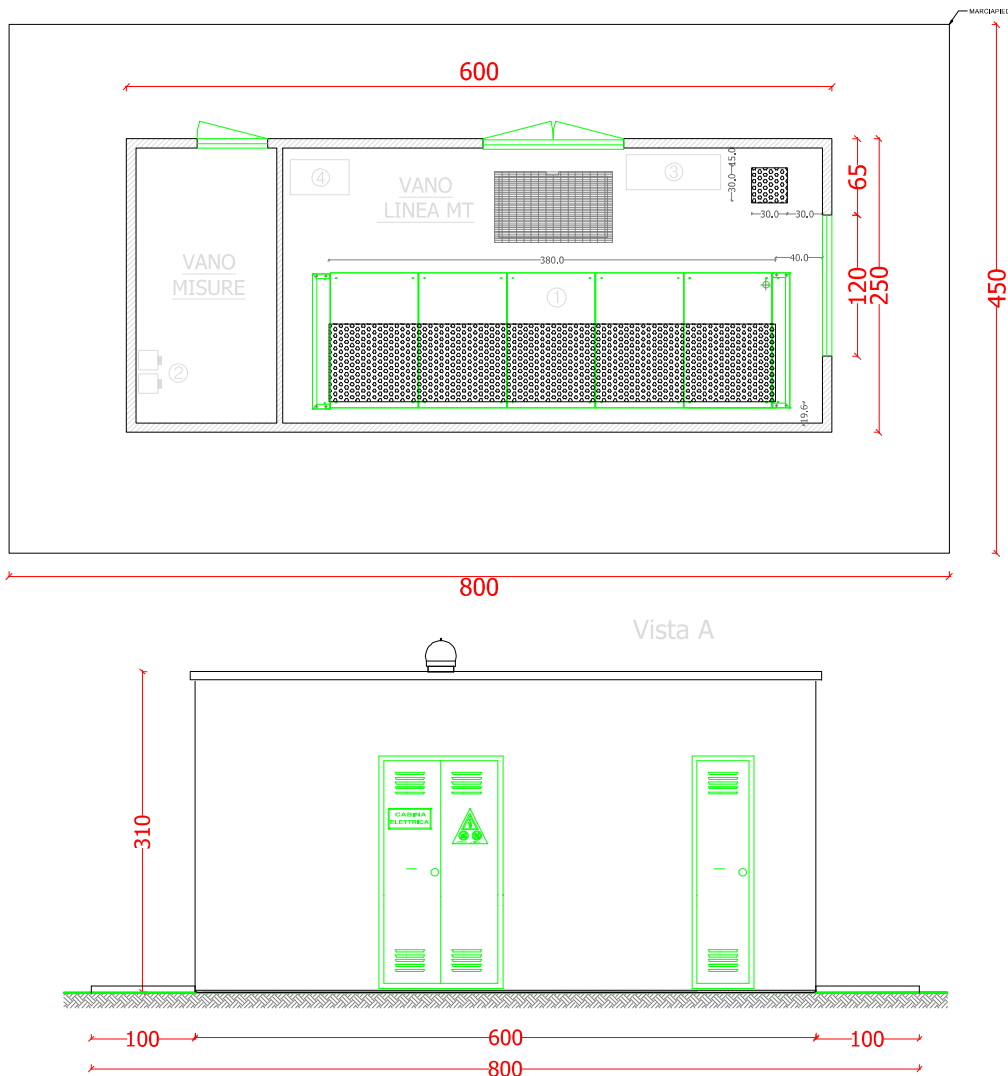 MARCIAPIEDE
600
④
VANO
LINEA MT
③
15.0
30.0
30.0
30.0
65
VANO
MISURE
380.0
40.0
①
120
250
450
②
19.6
800
Vista A
310
CABINA
ELETTRICA
100
600
100
800